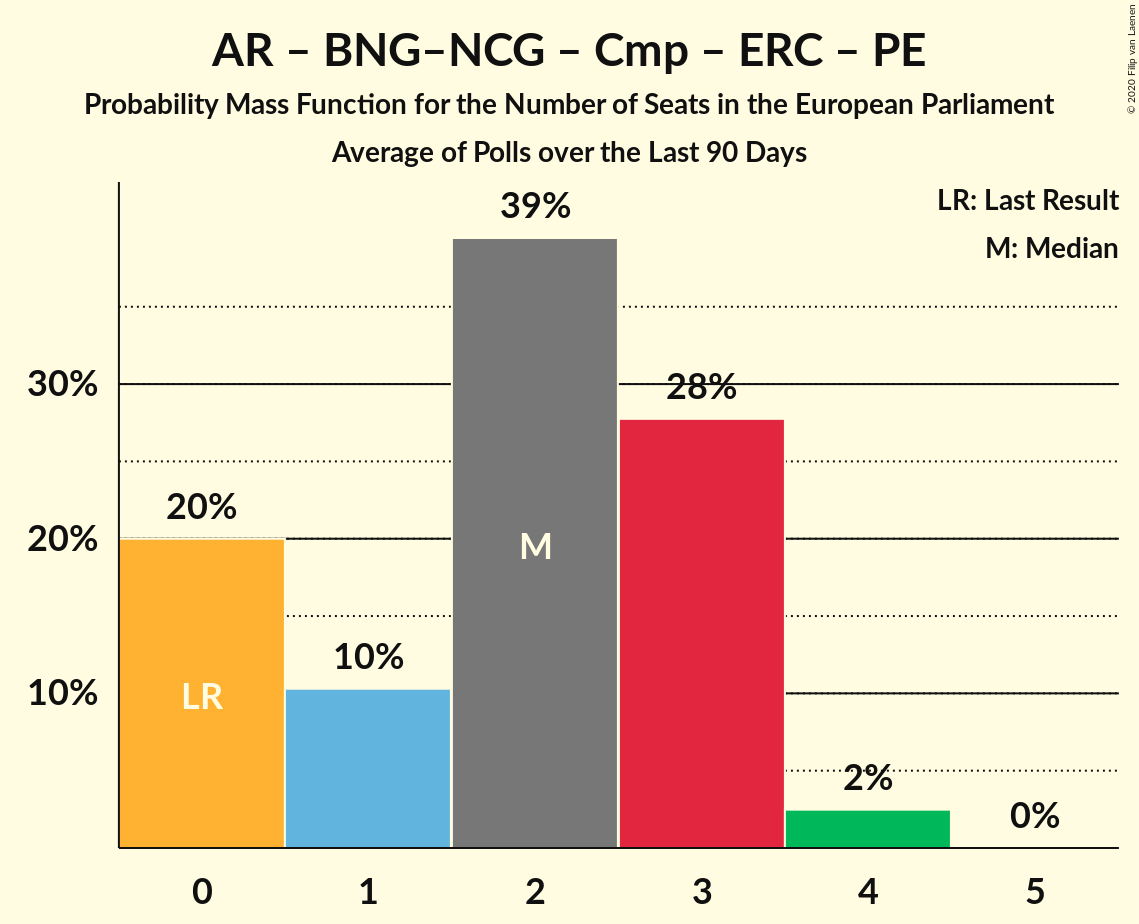 AR – BNG–NCG – Cmp – ERC – PE
Probability Mass Function for the Number of Seats in the European Parliament
Average of Polls over the Last 90 Days
© 2020 Filip van Laenen
LR: Last Result
M: Median
39%
30%
28%
20%
20%
M
10%
10%
LR
2%
0%
0 1 2 3 4 5